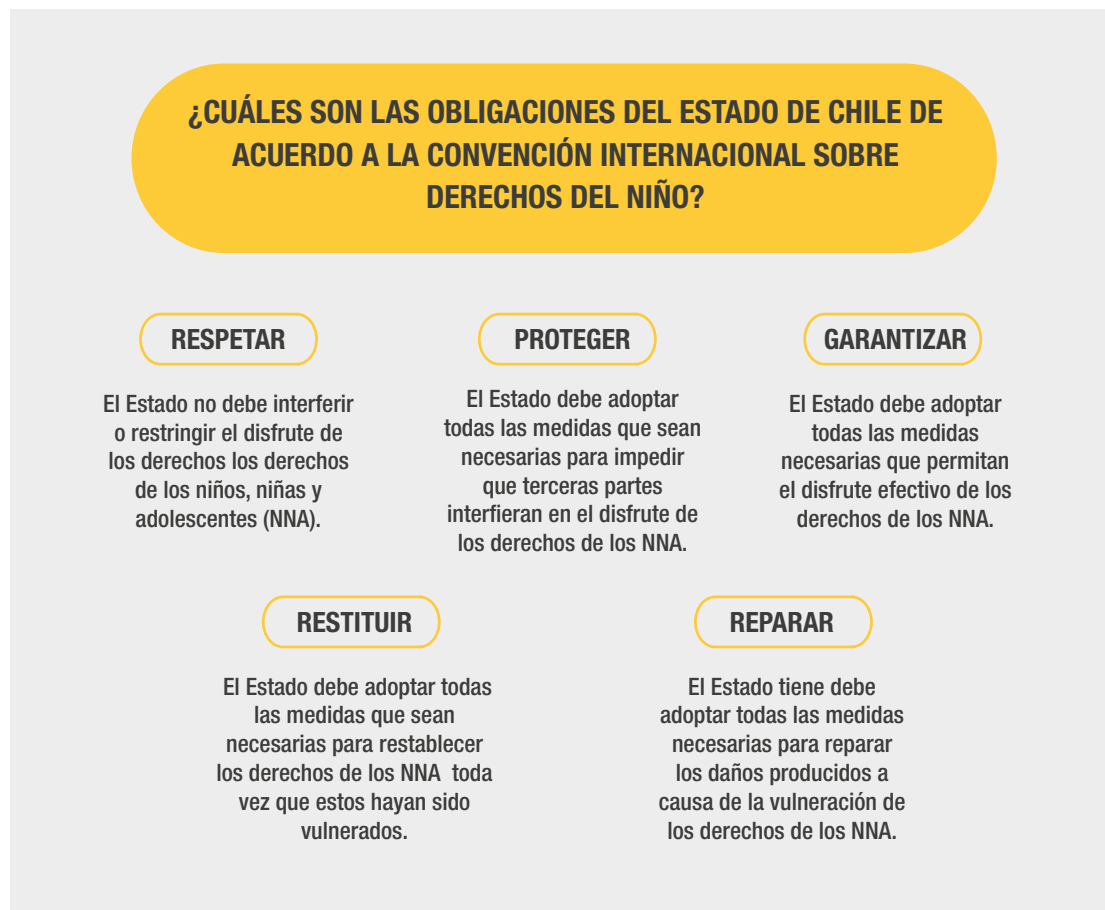 ¿CUÁLES SON LAS OBLIGACIONES DEL ESTADO DE CHILE DE
ACUERDO A LA CONVENCIÓN INTERNACIONAL SOBRE
DERECHOS DEL NIÑO?
RESPETAR
El Estado no debe interferir
o restringir el disfrute de
los derechos los derechos
de los niños, niñas y
adolescentes (NNA).
PROTEGER
El Estado debe adoptar
todas las medidas que sean
necesarias para impedir
que terceras partes
interfieran en el disfrute de
los derechos de los NNA.
GARANTIZAR
El Estado debe adoptar
todas las medidas
necesarias que permitan
el disfrute efectivo de los
derechos de los NNA.
RESTITUIR
El Estado debe adoptar todas
las medidas que sean
necesarias para restablecer
los derechos de los NNA toda
vez que estos hayan sido
vulnerados.
REPARAR
El Estado tiene debe
adoptar todas las medidas
necesarias para reparar
los daños producidos a
causa de la vulneración de
los derechos de los NNA.